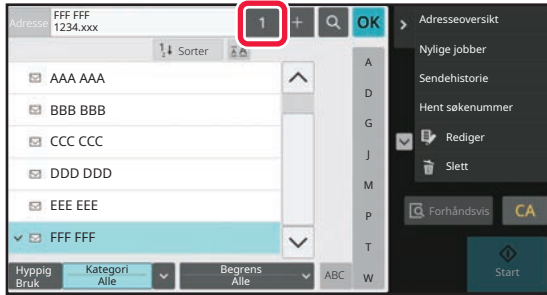 Adresse
FFF FFF
1234.xxx
1
+
OK
Sorter
AAA AAA
BBB BBB
CCC CCC
DDD DDD
EEE EEE
FFF FFF
A
D
G
J
M
P
T
W
Hyppig
Bruk
Kategori
Alle
Begrens
Alle
ABC
Adresseoversikt
Nylige jobber
Sendehistorie
Hent søkenummer
Rediger
Slett
Forhåndsvis
CA
Start